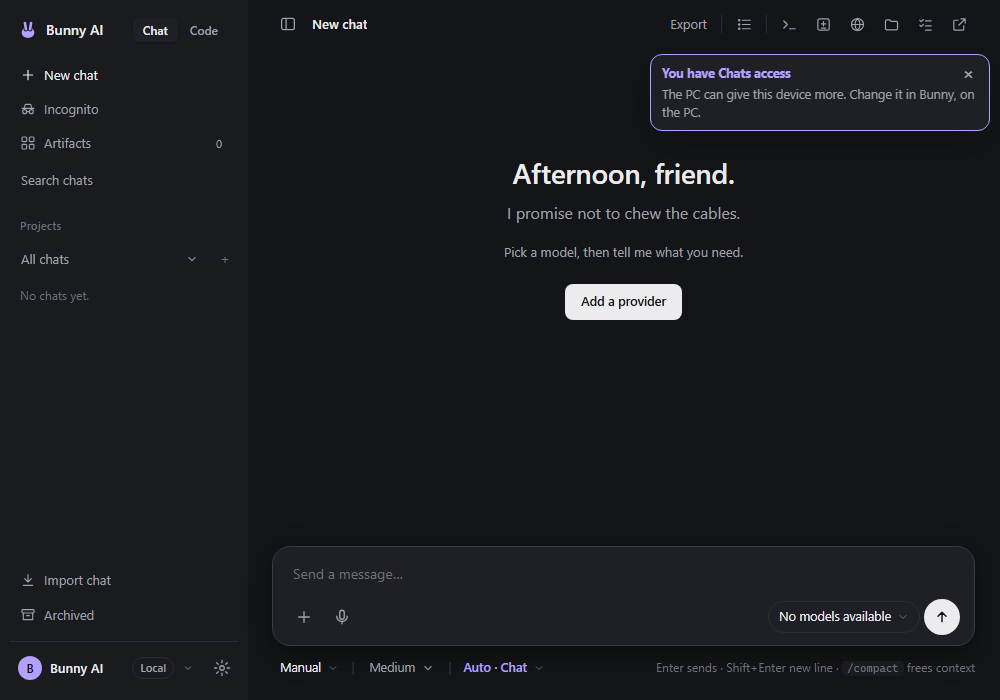 Bunny AI
Chat
Code
New chat
Incognito
Artifacts
0
Search chats
Projects
All chats
+
No chats yet.
Import chat
Archived
B
Bunny AI
Local
New chat
Export
You have Chats access
The PC can give this device more. Change it in Bunny, on
the PC.
Afternoon, friend.
I promise not to chew the cables.
Pick a model, then tell me what you need.
Add a provider
Send a message...
No models available
Manual
Medium
Auto · Chat
Enter sends · Shift+Enter new line · /compact frees context